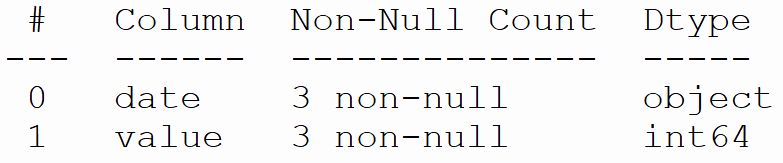 #   Column  Non-Null Count  Dtype
---  ------  --------------  -----
0   date    3 non-null      object
1   value   3 non-null      int64